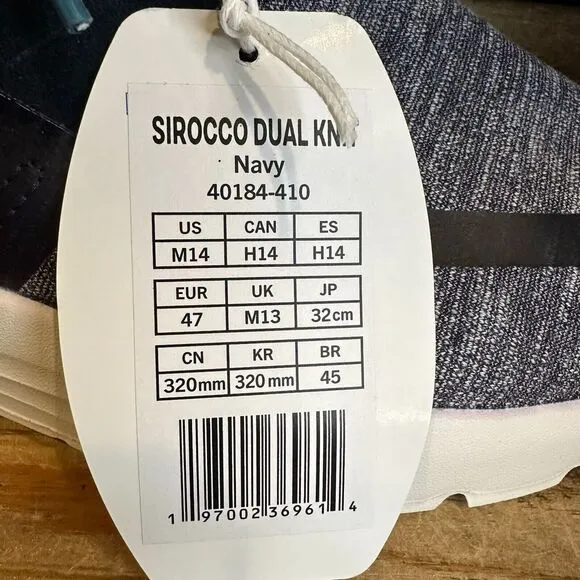 SIROCCO DUAL KNIT
Navy
40184-410
US CAN ES
M14 H14 H14
EUR UK JP
47 M13 32cm
CN KR BR
320mm 320mm 45
1 97002 36961 4